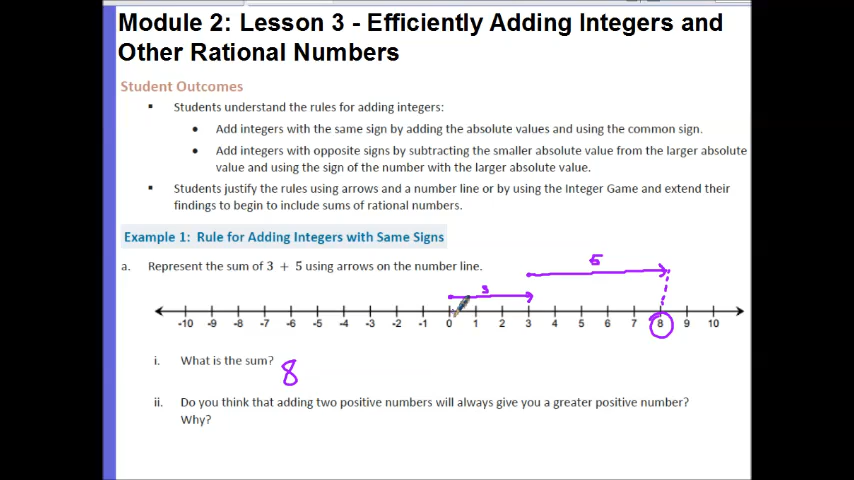 Module 2: Lesson 3 - Efficiently Adding Integers and
Other Rational Numbers
Student Outcomes
▪ Students understand the rules for adding integers:
• Add integers with the same sign by adding the absolute values and using the common sign.
• Add integers with opposite signs by subtracting the smaller absolute value from the larger absolute
value and using the sign of the number with the larger absolute value.
▪ Students justify the rules using arrows and a number line or by using the Integer Game and extend their
findings to begin to include sums of rational numbers.
Example 1: Rule for Adding Integers with Same Signs
a. Represent the sum of 3 + 5 using arrows on the number line.
5
3
-10 -9 -8 -7 -6 -5 -4 -3 -2 -1 0 1 2 3 4 5 6 7 8 9 10
i. What is the sum? 8
ii. Do you think that adding two positive numbers will always give you a greater positive number?
Why?